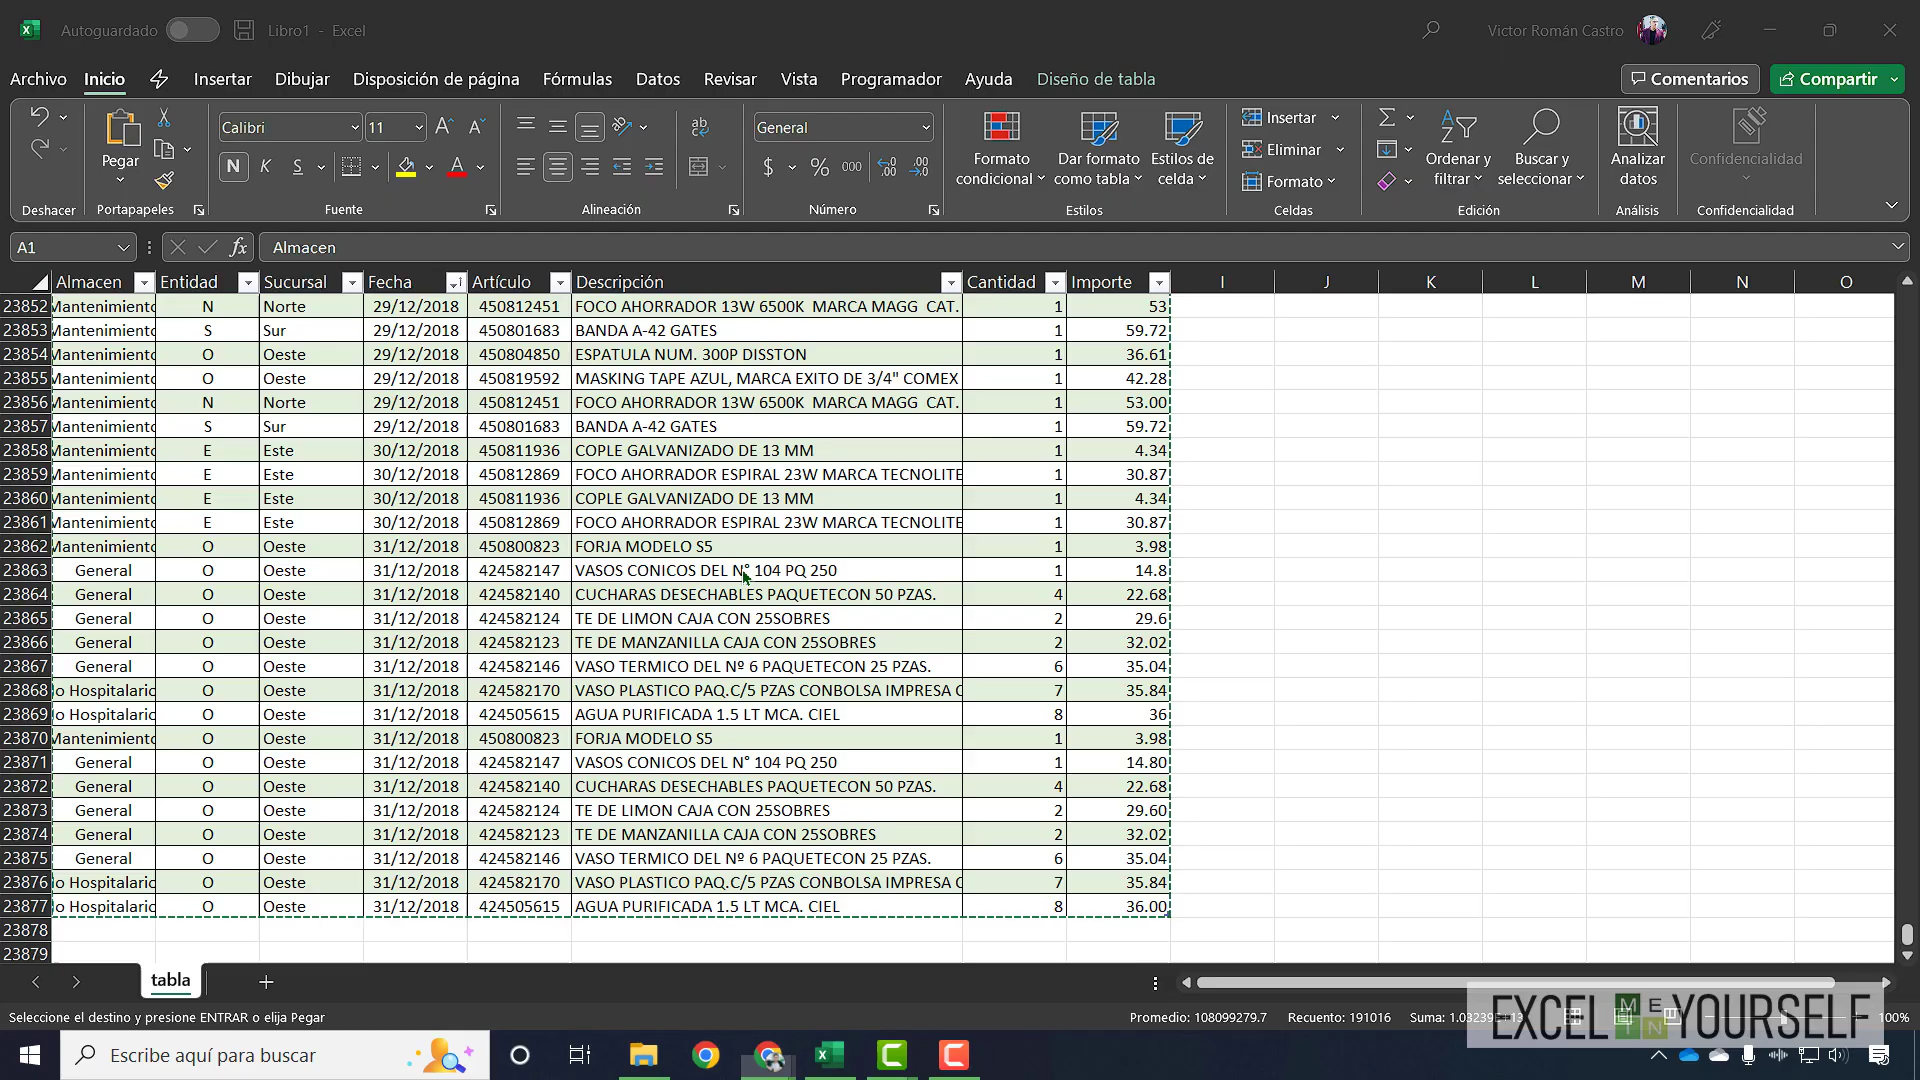 Autoguardado Libro1 - Excel Victor Román Castro
Archivo Inicio Insertar Dibujar Disposición de página Fórmulas Datos Revisar Vista Programador Ayuda Diseño de tabla Comentarios Compartir
Pegar Calibri 11 General
N K S
$ % 000
Formato condicional Dar formato como tabla Estilos de celda
Insertar
Eliminar
Formato
Ordenar y filtrar Buscar y seleccionar Analizar datos Confidencialidad
Deshacer Portapapeles Fuente Alineación Número Estilos Celdas Edición Análisis Confidencialidad
A1 fx Almacen
Almacen Entidad Sucursal Fecha Artículo Descripción Cantidad Importe I J K L M N O
23852 Mantenimiento N Norte 29/12/2018 450812451 FOCO AHORRADOR 13W 6500K MARCA MAGG CAT. 1 53
23853 Mantenimiento S Sur 29/12/2018 450801683 BANDA A-42 GATES 1 59.72
23854 Mantenimiento O Oeste 29/12/2018 450804850 ESPATULA NUM. 300P DISSTON 1 36.61
23855 Mantenimiento O Oeste 29/12/2018 450819592 MASKING TAPE AZUL, MARCA EXITO DE 3/4" COMEX 1 42.28
23856 Mantenimiento N Norte 29/12/2018 450812451 FOCO AHORRADOR 13W 6500K MARCA MAGG CAT. 1 53.00
23857 Mantenimiento S Sur 29/12/2018 450801683 BANDA A-42 GATES 1 59.72
23858 Mantenimiento E Este 30/12/2018 450811936 COPLE GALVANIZADO DE 13 MM 1 4.34
23859 Mantenimiento E Este 30/12/2018 450812869 FOCO AHORRADOR ESPIRAL 23W MARCA TECNOLITE 1 30.87
23860 Mantenimiento E Este 30/12/2018 450811936 COPLE GALVANIZADO DE 13 MM 1 4.34
23861 Mantenimiento E Este 30/12/2018 450812869 FOCO AHORRADOR ESPIRAL 23W MARCA TECNOLITE 1 30.87
23862 Mantenimiento O Oeste 31/12/2018 450800823 FORJA MODELO S5 1 3.98
23863 General O Oeste 31/12/2018 424582147 VASOS CONICOS DEL N° 104 PQ 250 1 14.8
23864 General O Oeste 31/12/2018 424582140 CUCHARAS DESECHABLES PAQUETECON 50 PZAS. 4 22.68
23865 General O Oeste 31/12/2018 424582124 TE DE LIMON CAJA CON 25SOBRES 2 29.6
23866 General O Oeste 31/12/2018 424582123 TE DE MANZANILLA CAJA CON 25SOBRES 2 32.02
23867 General O Oeste 31/12/2018 424582146 VASO TERMICO DEL Nº 6 PAQUETECON 25 PZAS. 6 35.04
23868 o Hospitalario O Oeste 31/12/2018 424582170 VASO PLASTICO PAQ.C/5 PZAS CONBOLSA IMPRESA C 7 35.84
23869 o Hospitalario O Oeste 31/12/2018 424505615 AGUA PURIFICADA 1.5 LT MCA. CIEL 8 36
23870 Mantenimiento O Oeste 31/12/2018 450800823 FORJA MODELO S5 1 3.98
23871 General O Oeste 31/12/2018 424582147 VASOS CONICOS DEL N° 104 PQ 250 1 14.80
23872 General O Oeste 31/12/2018 424582140 CUCHARAS DESECHABLES PAQUETECON 50 PZAS. 4 22.68
23873 General O Oeste 31/12/2018 424582124 TE DE LIMON CAJA CON 25SOBRES 2 29.60
23874 General O Oeste 31/12/2018 424582123 TE DE MANZANILLA CAJA CON 25SOBRES 2 32.02
23875 General O Oeste 31/12/2018 424582146 VASO TERMICO DEL Nº 6 PAQUETECON 25 PZAS. 6 35.04
23876 o Hospitalario O Oeste 31/12/2018 424582170 VASO PLASTICO PAQ.C/5 PZAS CONBOLSA IMPRESA C 7 35.84
23877 o Hospitalario O Oeste 31/12/2018 424505615 AGUA PURIFICADA 1.5 LT MCA. CIEL 8 36.00
23878
23879
tabla
Seleccione el destino y presione ENTRAR o elija Pegar Promedio: 108099279.7 Recuento: 191016 Suma: 100%
EXCEL ME N YOURSELF
Escribe aquí para buscar